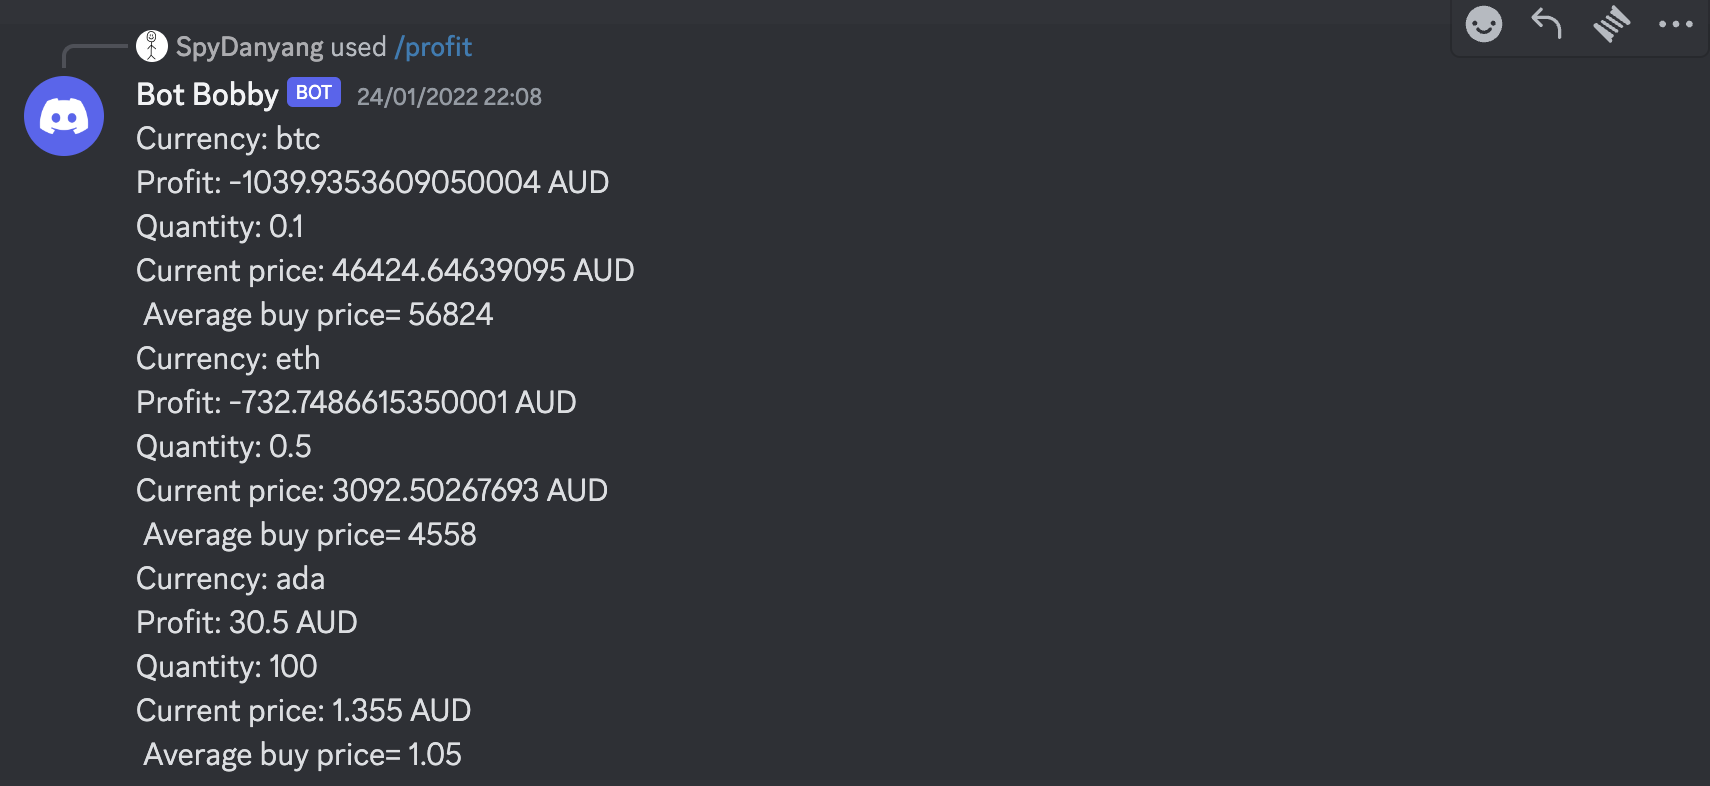 SpyDanyang used /profit
Bot Bobby BOT 24/01/2022 22:08
Currency: btc
Profit: -1039.9353609050004 AUD
Quantity: 0.1
Current price: 46424.64639095 AUD
Average buy price= 56824
Currency: eth
Profit: -732.7486615350001 AUD
Quantity: 0.5
Current price: 3092.50267693 AUD
Average buy price= 4558
Currency: ada
Profit: 30.5 AUD
Quantity: 100
Current price: 1.355 AUD
Average buy price= 1.05